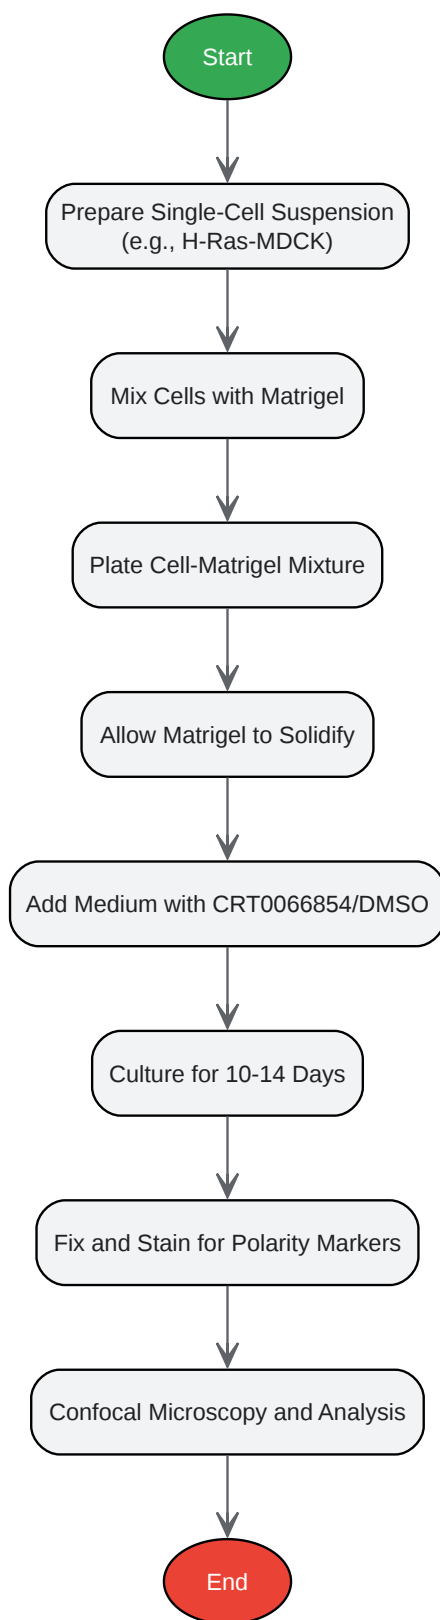 Start
Prepare Single-Cell Suspension
(e.g., H-Ras-MDCK)
Mix Cells with Matrigel
Plate Cell-Matrigel Mixture
Allow Matrigel to Solidify
Add Medium with CRT0066854/DMSO
Culture for 10-14 Days
Fix and Stain for Polarity Markers
Confocal Microscopy and Analysis
End